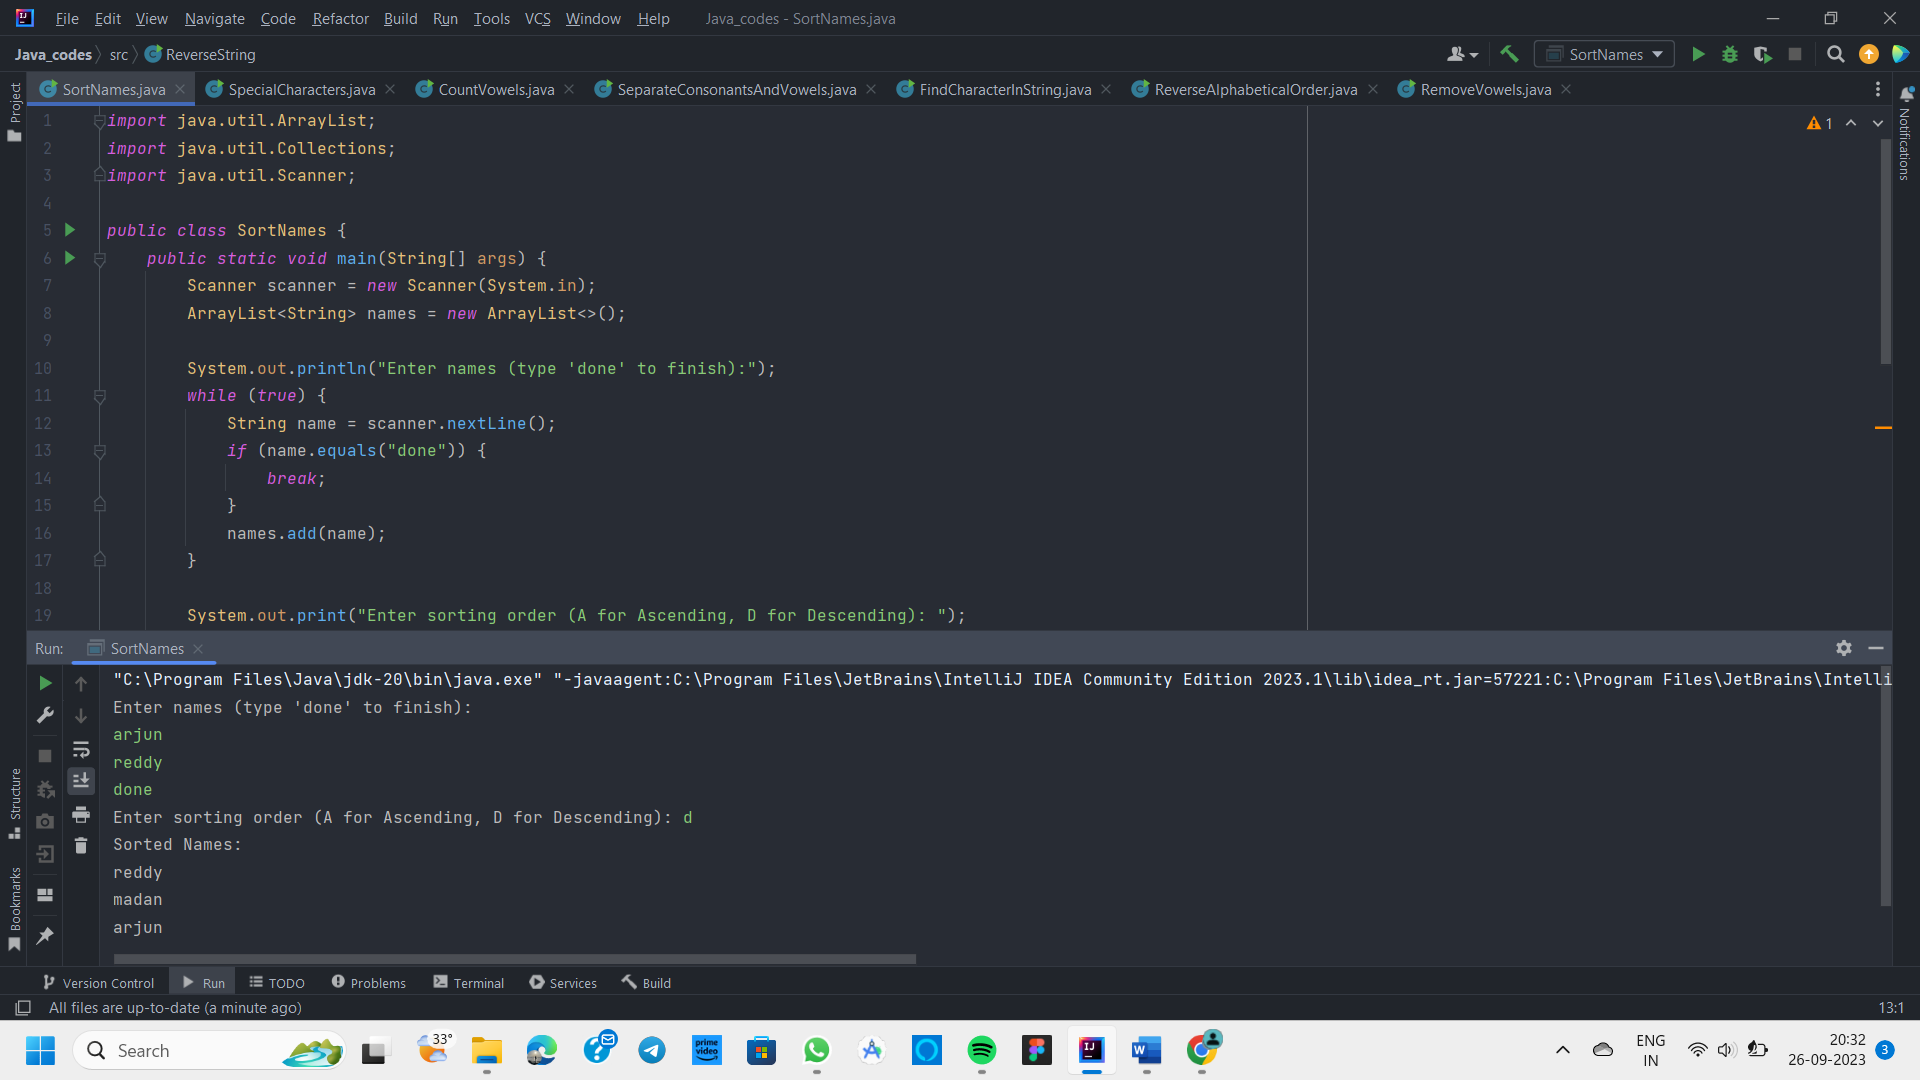 File Edit View Navigate Code Refactor Build Run Tools VCS Window Help Java_codes - SortNames.java
Java_codes src ReverseString SortNames
SortNames.java SpecialCharacters.java CountVowels.java SeparateConsonantsAndVowels.java FindCharacterInString.java ReverseAlphabeticalOrder.java RemoveVowels.java
Project
Notifications
1
1 import java.util.ArrayList;
2 import java.util.Collections;
3 import java.util.Scanner;
4
5 public class SortNames {
6 public static void main(String[] args) {
7 Scanner scanner = new Scanner(System.in);
8 ArrayList<String> names = new ArrayList<>();
9
10 System.out.println("Enter names (type 'done' to finish):");
11 while (true) {
12 String name = scanner.nextLine();
13 if (name.equals("done")) {
14 break;
15 }
16 names.add(name);
17 }
18
19 System.out.print("Enter sorting order (A for Ascending, D for Descending): ");
Run: SortNames
"C:\Program Files\Java\jdk-20\bin\java.exe" "-javaagent:C:\Program Files\JetBrains\IntelliJ IDEA Community Edition 2023.1\lib\idea_rt.jar=57221:C:\Program Files\JetBrains\Intelli
Enter names (type 'done' to finish):
arjun
reddy
done
Enter sorting order (A for Ascending, D for Descending): d
Sorted Names:
reddy
madan
arjun
Structure
Bookmarks
Version Control Run TODO Problems Terminal Services Build
All files are up-to-date (a minute ago) 13:1
Search 33° prime video ENG IN 20:32 26-09-2023 3